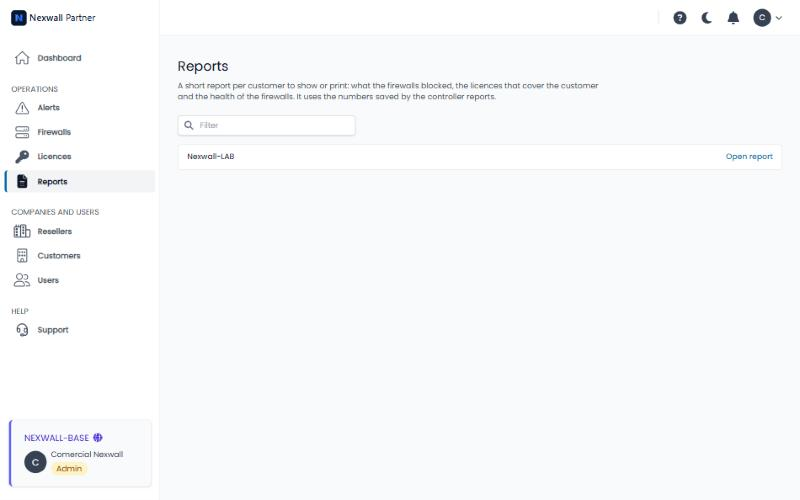 N Nexwall Partner
C
Dashboard
OPERATIONS
Alerts
Firewalls
Licences
Reports
COMPANIES AND USERS
Resellers
Customers
Users
HELP
Support
NEXWALL-BASE
C
Comercial Nexwall
Admin
Reports
A short report per customer to show or print: what the firewalls blocked, the licences that cover the customer
and the health of the firewalls. It uses the numbers saved by the controller reports.
Filter
Nexwall-LAB
Open report